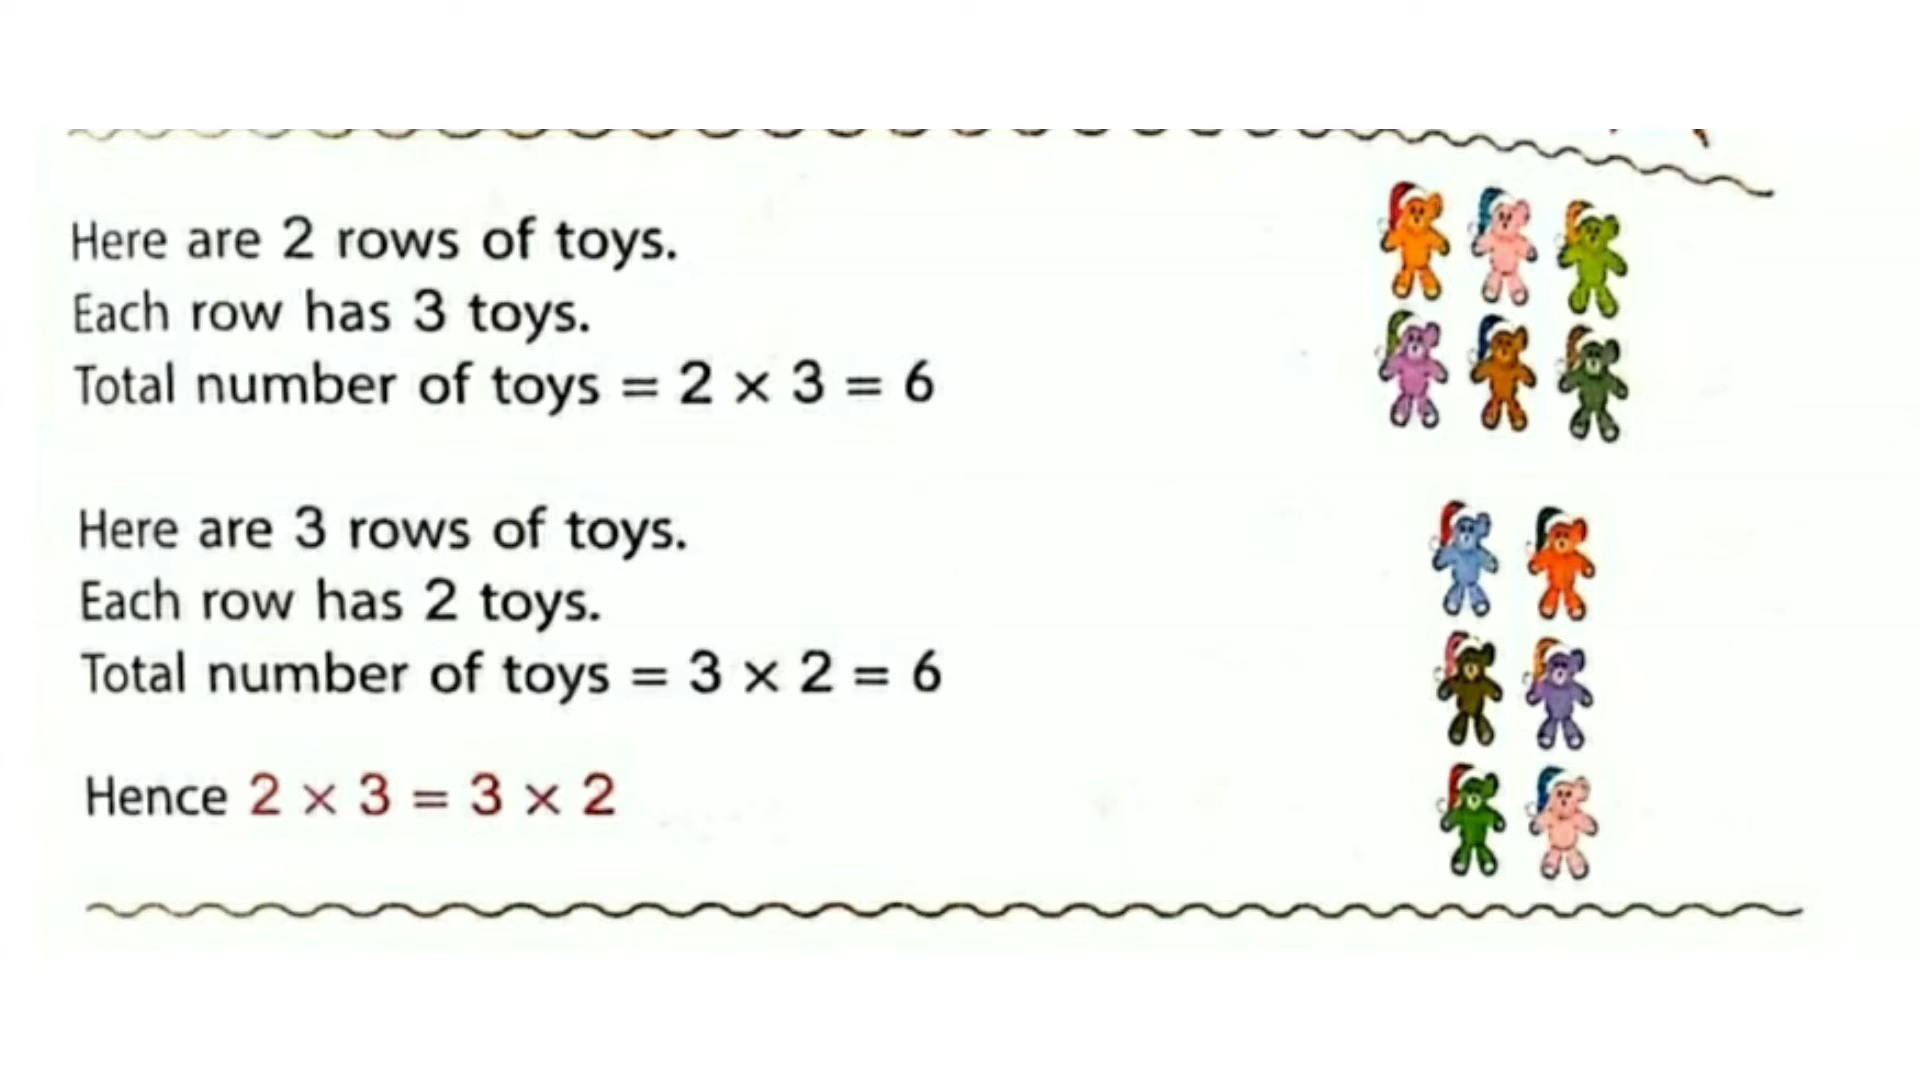 Here are 2 rows of toys.
Each row has 3 toys.
Total number of toys = 2 × 3 = 6
Here are 3 rows of toys.
Each row has 2 toys.
Total number of toys = 3 × 2 = 6
Hence 2 × 3 = 3 × 2